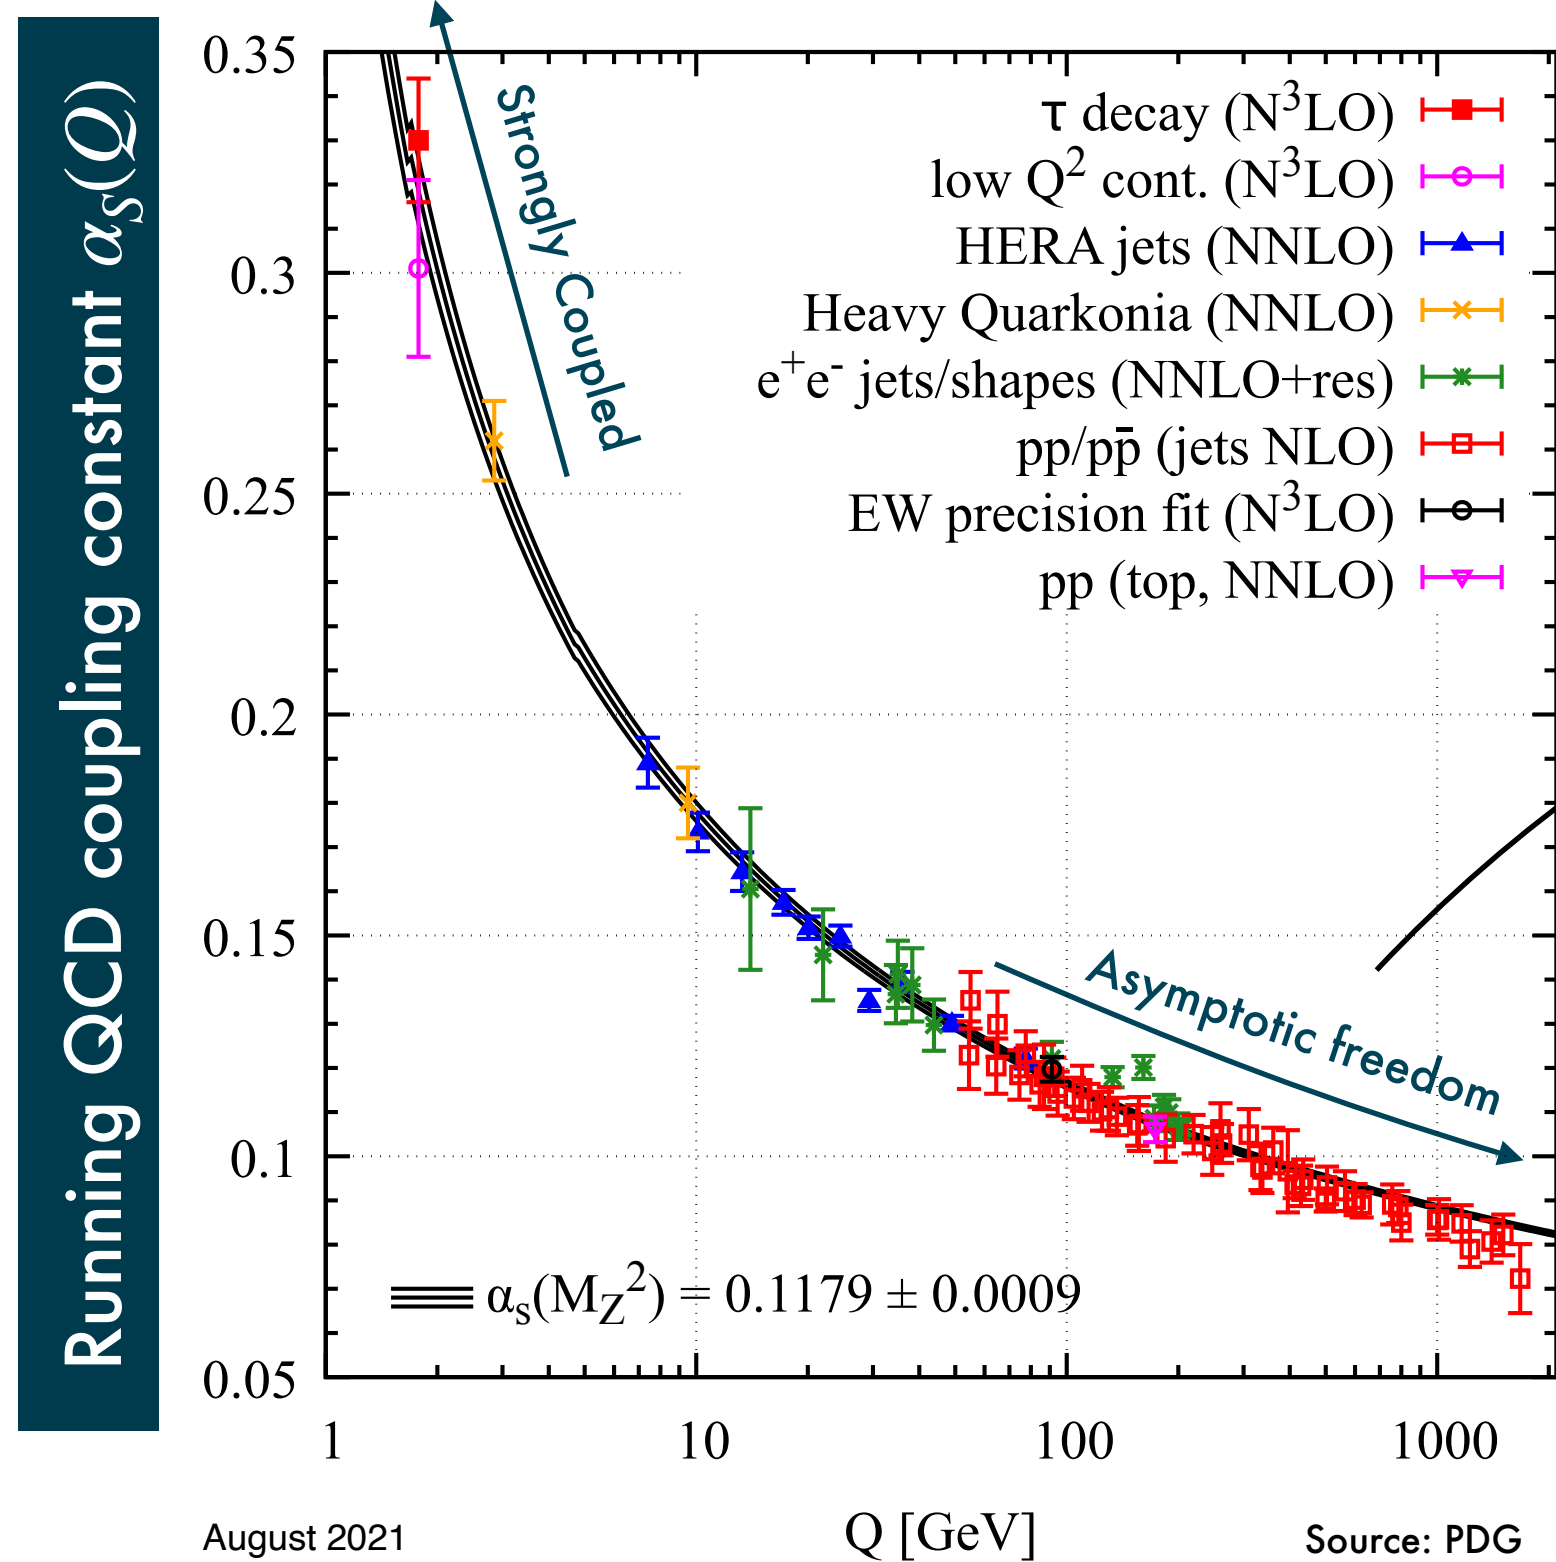 Running QCD coupling constant αS(Q)
0.35
0.3
0.25
0.2
0.15
0.1
0.05
Strongly Coupled
τ decay (N³LO)
low Q² cont. (N³LO)
HERA jets (NNLO)
Heavy Quarkonia (NNLO)
e⁺e⁻ jets/shapes (NNLO+res)
pp/pp̄ (jets NLO)
EW precision fit (N³LO)
pp (top, NNLO)
Asymptotic freedom
αs(MZ²) = 0.1179 ± 0.0009
1 10 100 1000
Q [GeV]
August 2021
Source: PDG